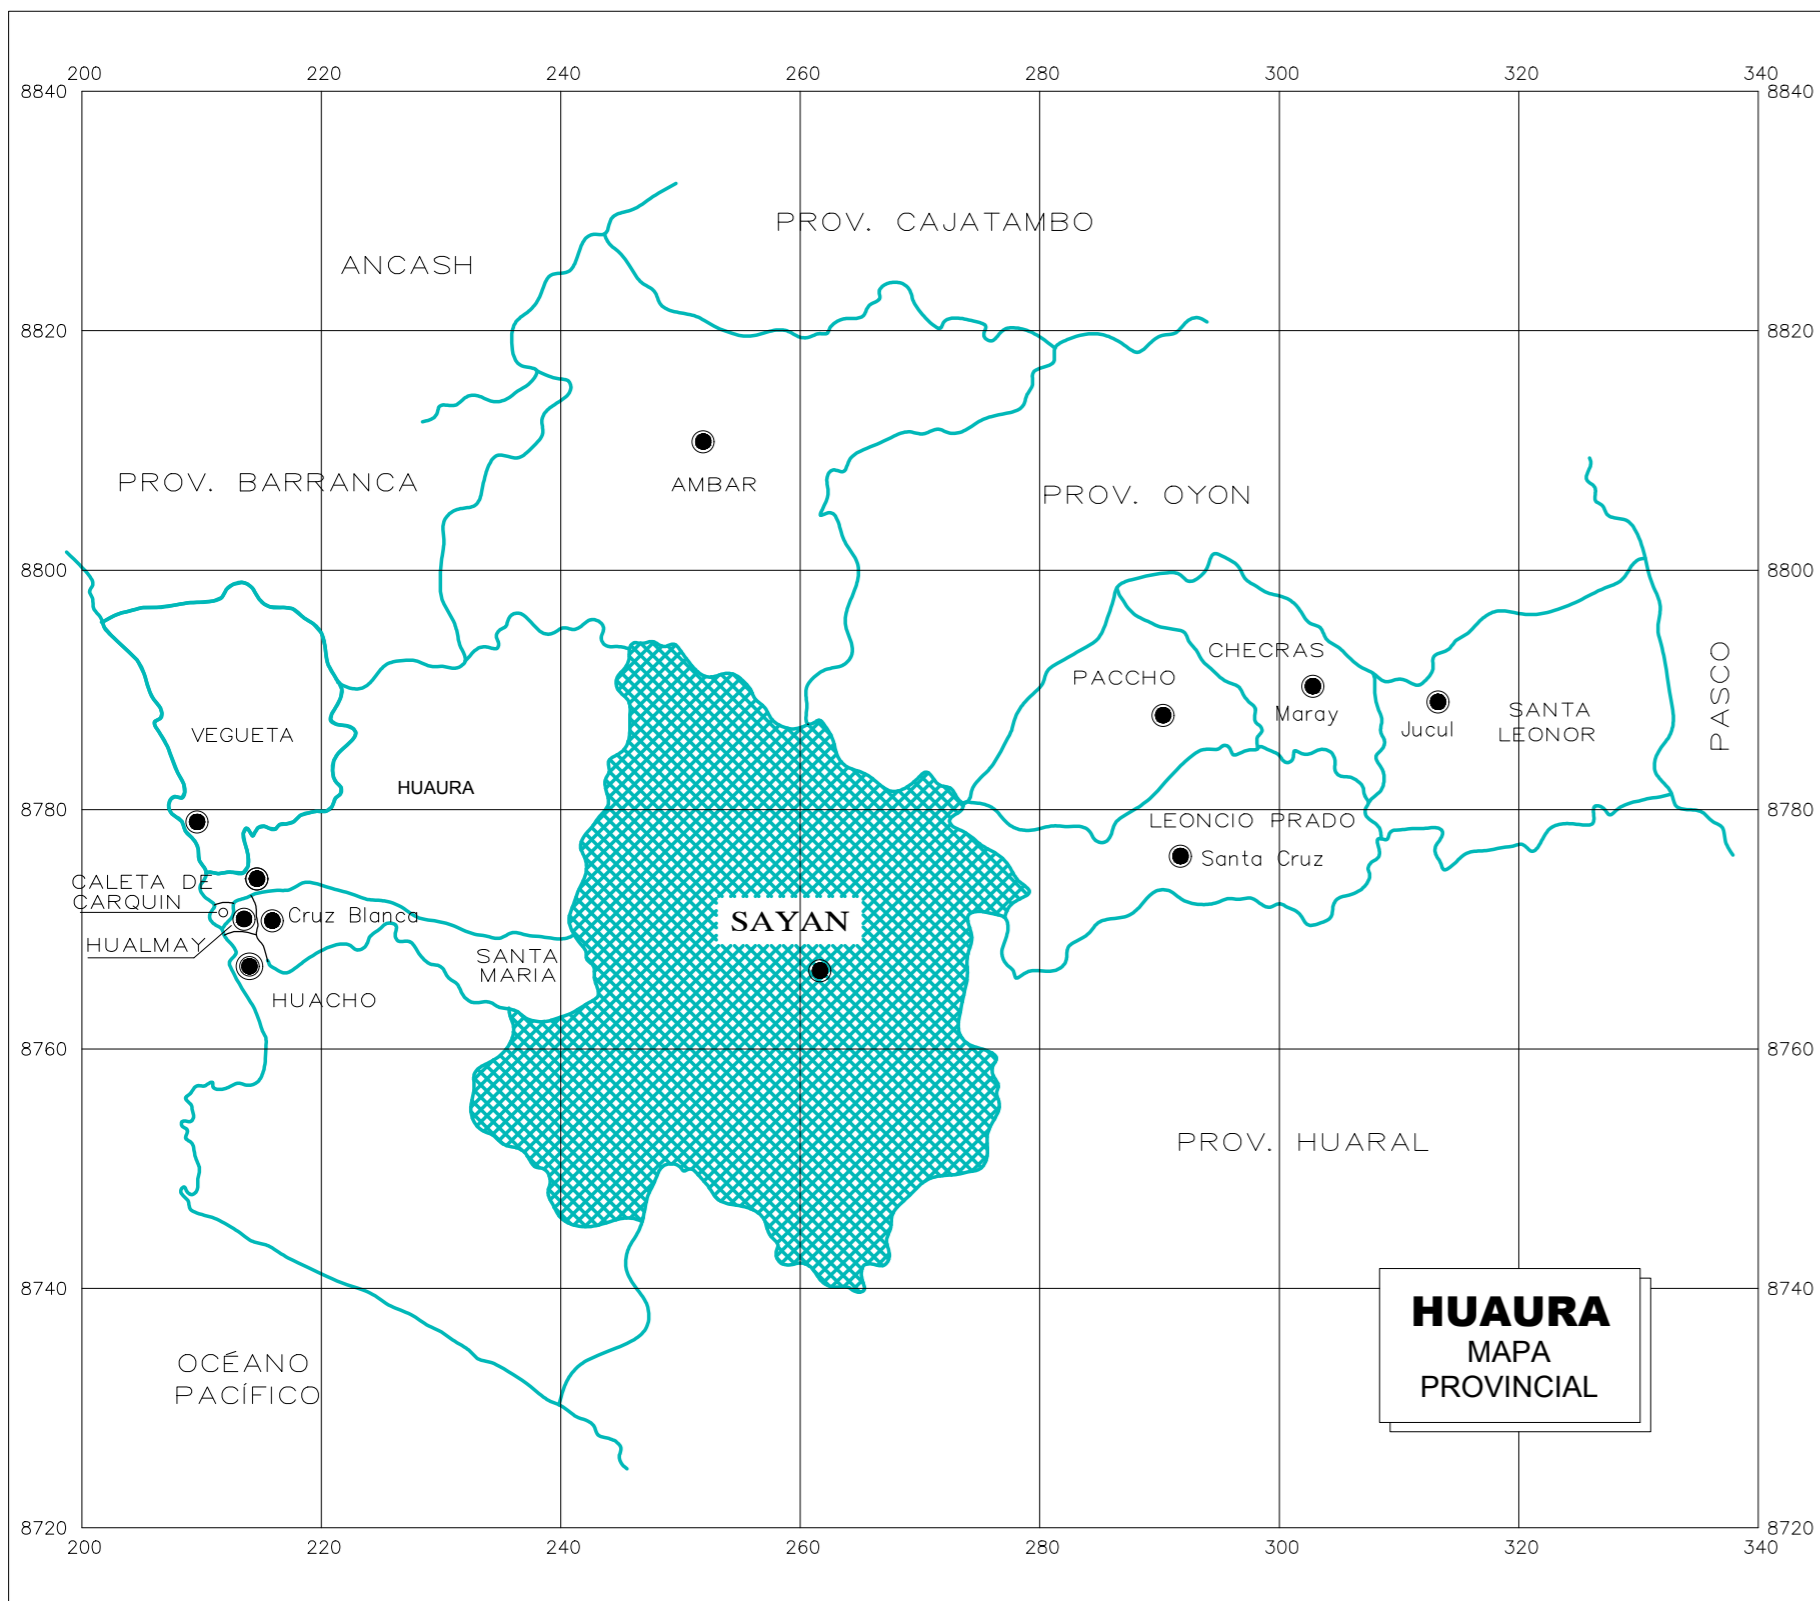 200 220 240 260 280 300 320 340
8840 8840
PROV. CAJATAMBO
ANCASH
8820 8820
PROV. BARRANCA
AMBAR
PROV. OYON
8800 8800
CHECRAS
PACCHO
Maray
Jucul
SANTA
LEONOR
PASCO
VEGUETA
HUAURA
8780 8780
LEONCIO PRADO
Santa Cruz
CALETA DE
CARQUIN
Cruz Blanca
SAYAN
HUALMAY
SANTA
MARIA
HUACHO
8760 8760
PROV. HUARAL
8740 8740
HUAURA
MAPA
PROVINCIAL
OCÉANO
PACÍFICO
8720 8720
200 220 240 260 280 300 320 340